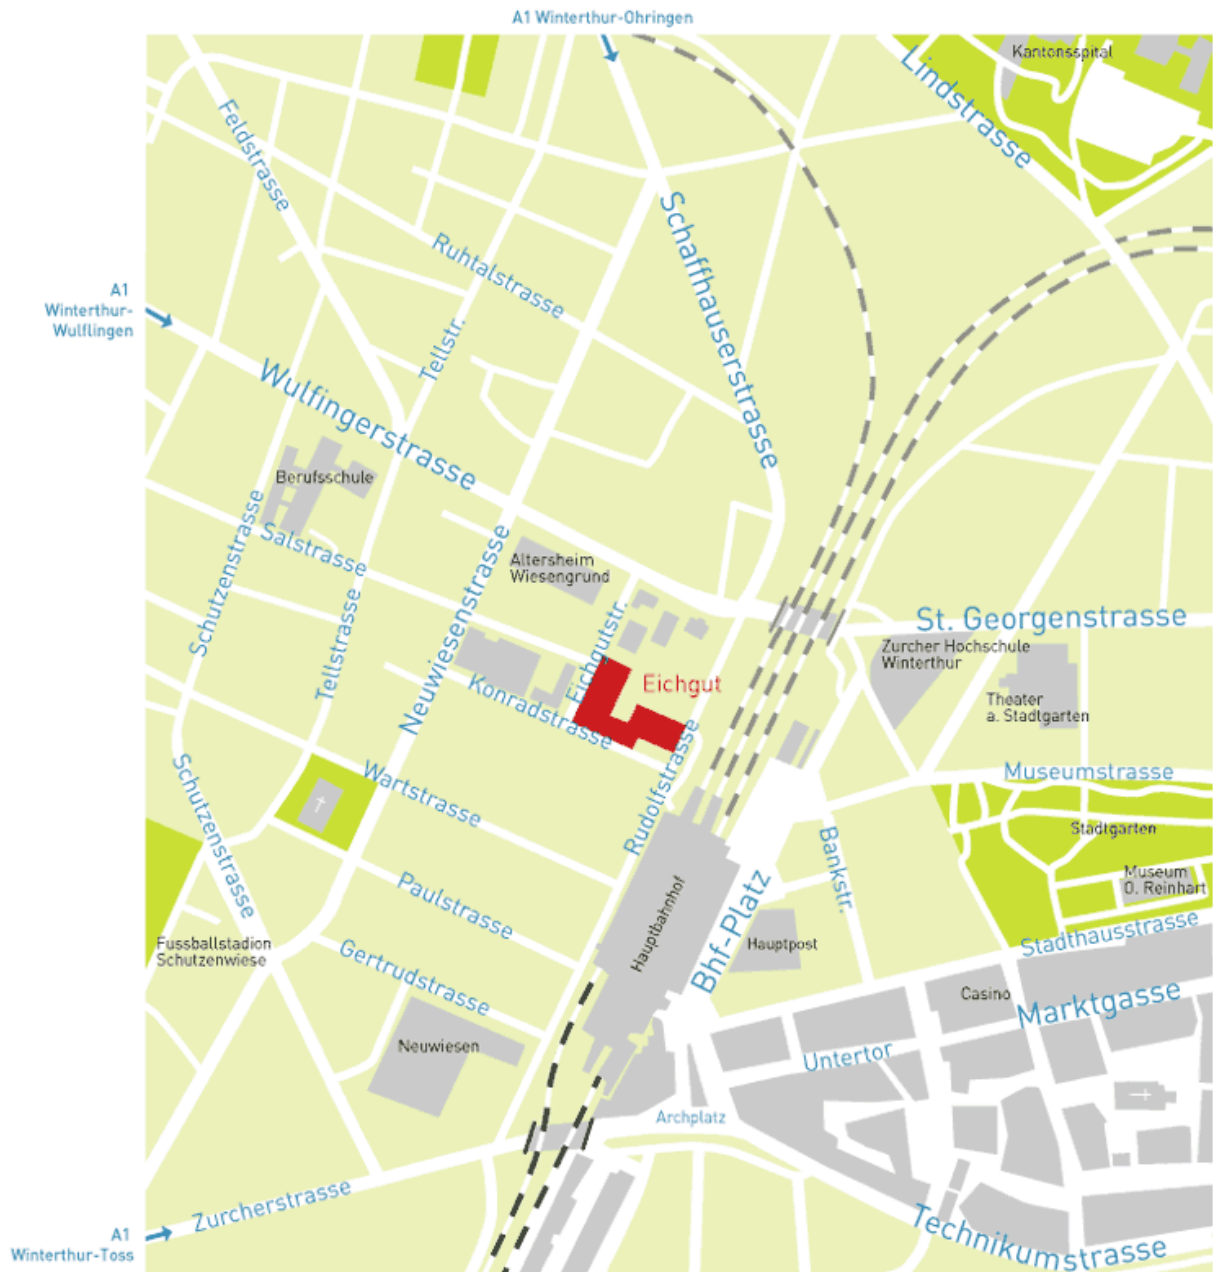 A1 Winterthur-Ohringen
Kantonsspital
Lindstrasse
Feldstrasse
Schaffhauserstrasse
Ruhtalstrasse
A1
Winterthur-
Wulflingen
Tellstr.
Wulfingerstrasse
Berufsschule
Schutzenstrasse
Salstrasse
Altersheim
Wiesengrund
Neuwiesenstrasse
Tellstrasse
Eichgutstr.
St. Georgenstrasse
Zurcher Hochschule
Winterthur
Eichgut
Konradstrasse
Theater
a. Stadtgarten
Rudolfstrasse
Schutzenstrasse
Wartstrasse
Museumstrasse
Stadtgarten
Bankstr.
Museum
O. Reinhart
Paulstrasse
Hauptbahnhof
Bhf-Platz
Fussballstadion
Schutzenwiese
Gertrudstrasse
Hauptpost
Stadthausstrasse
Casino
Marktgasse
Neuwiesen
Untertor
Archplatz
Zurcherstrasse
A1
Winterthur-Toss
Technikumstrasse